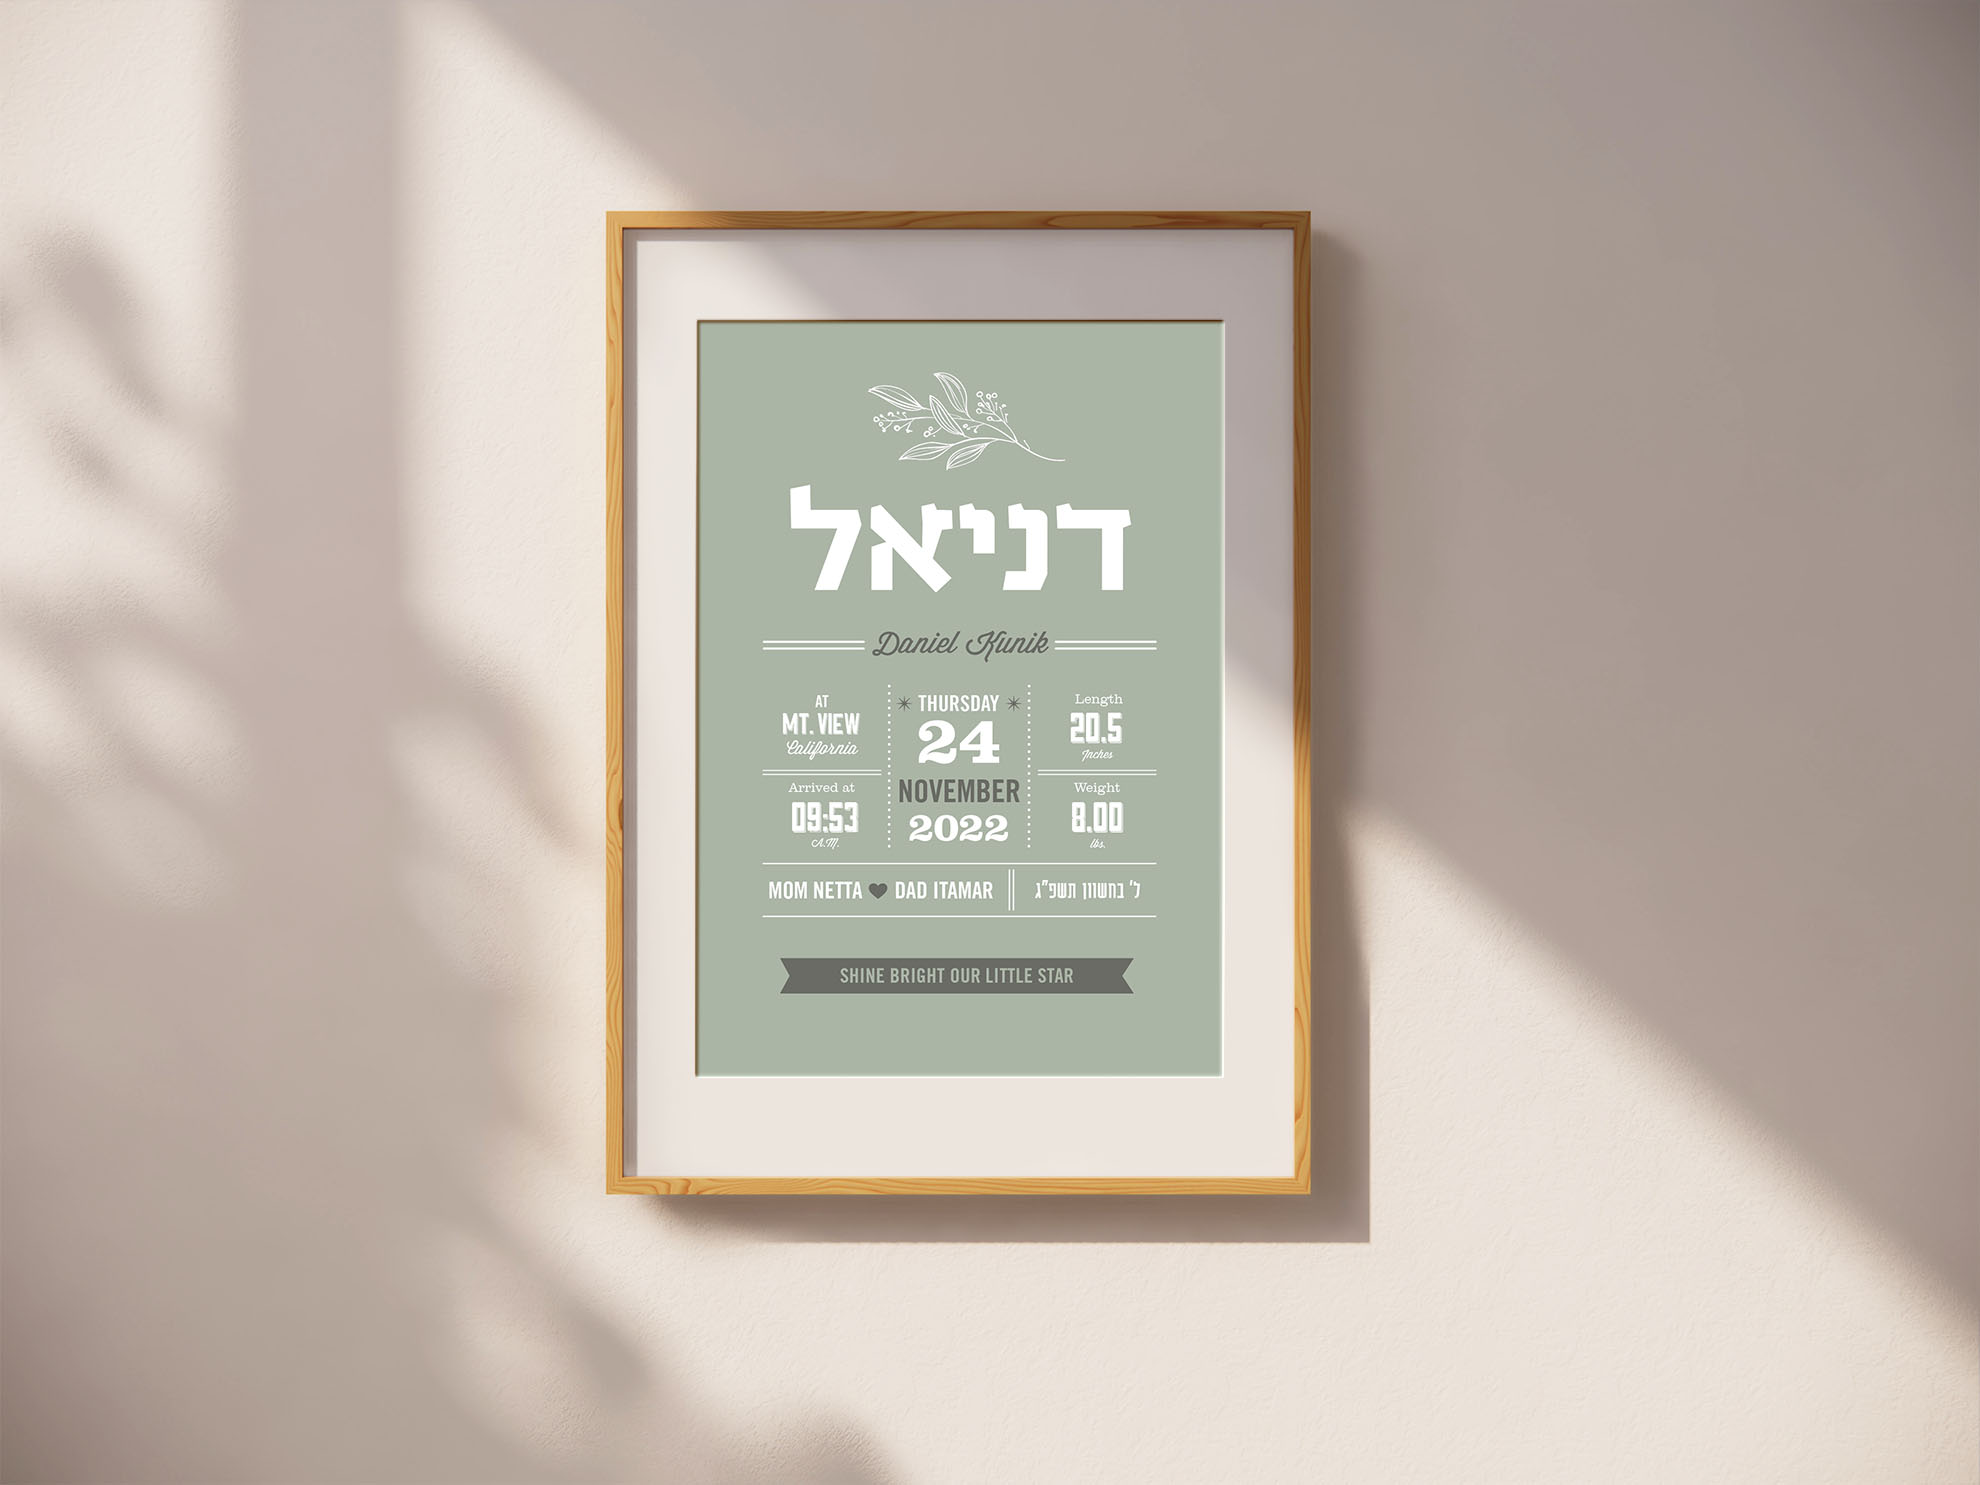 דניאל
Daniel Kunik
AT
MT. VIEW
California
Arrived at
09:53
A.M.
THURSDAY
24
NOVEMBER
2022
Length
20.5
Inches
Weight
8.00
lbs.
MOM NETTA ♥ DAD ITAMAR
ל' בחשוון תשפ"ג
SHINE BRIGHT OUR LITTLE STAR